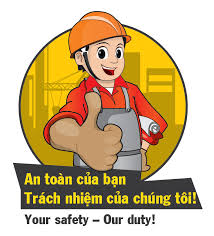 An toàn của bạn
Trách nhiệm của chúng tôi!
Your safety – Our duty!